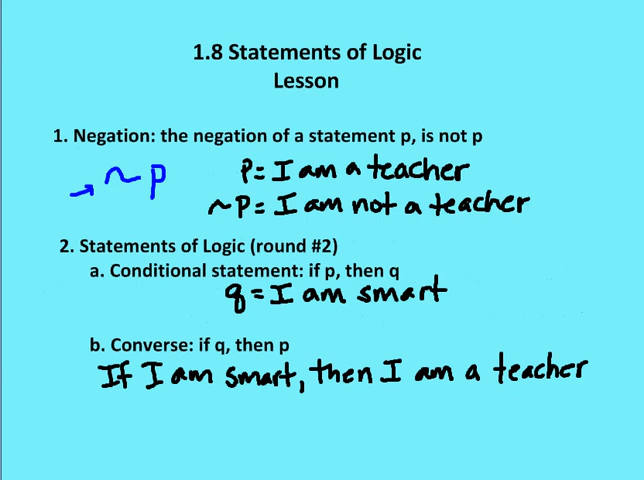 1.8 Statements of Logic
Lesson
1. Negation: the negation of a statement p, is not p
→ ~p p = I am a teacher
~p = I am not a teacher
2. Statements of Logic (round #2)
a. Conditional statement: if p, then q
q = I am smart
b. Converse: if q, then p
If I am smart, then I am a teacher